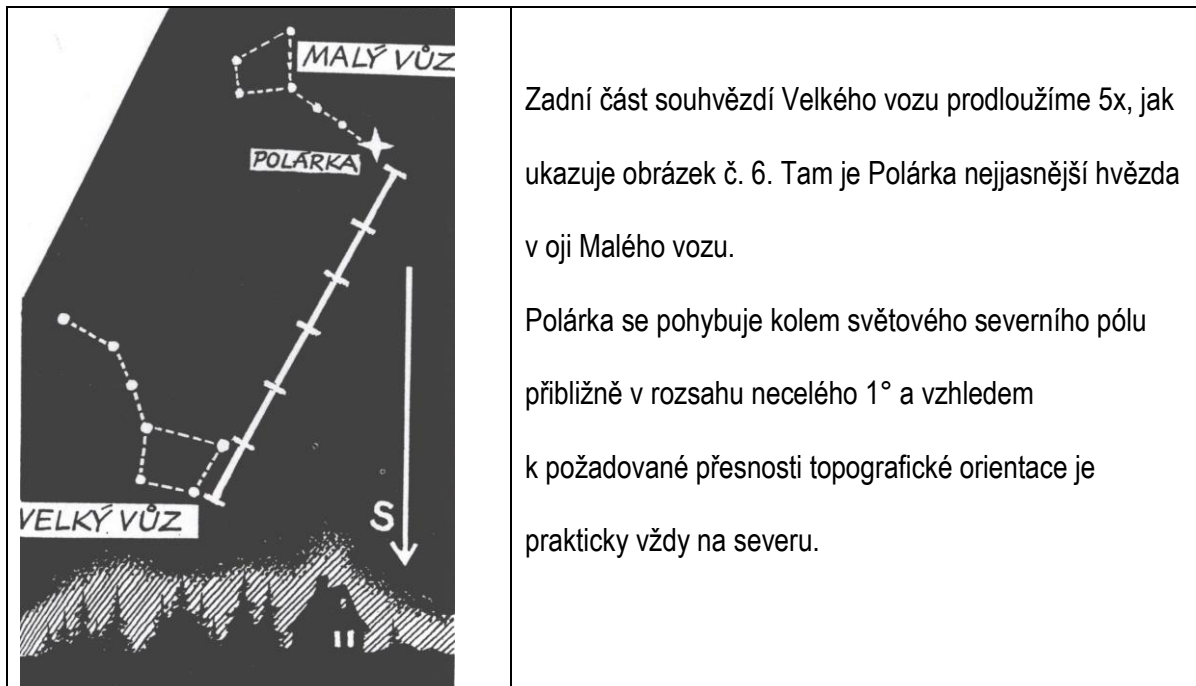 MALÝ VŮZ
POLÁRKA
VELKÝ VŮZ
S
Zadní část souhvězdí Velkého vozu prodloužíme 5x, jak
ukazuje obrázek č. 6. Tam je Polárka nejjasnější hvězda
v oji Malého vozu.
Polárka se pohybuje kolem světového severního pólu
přibližně v rozsahu necelého 1° a vzhledem
k požadované přesnosti topografické orientace je
prakticky vždy na severu.